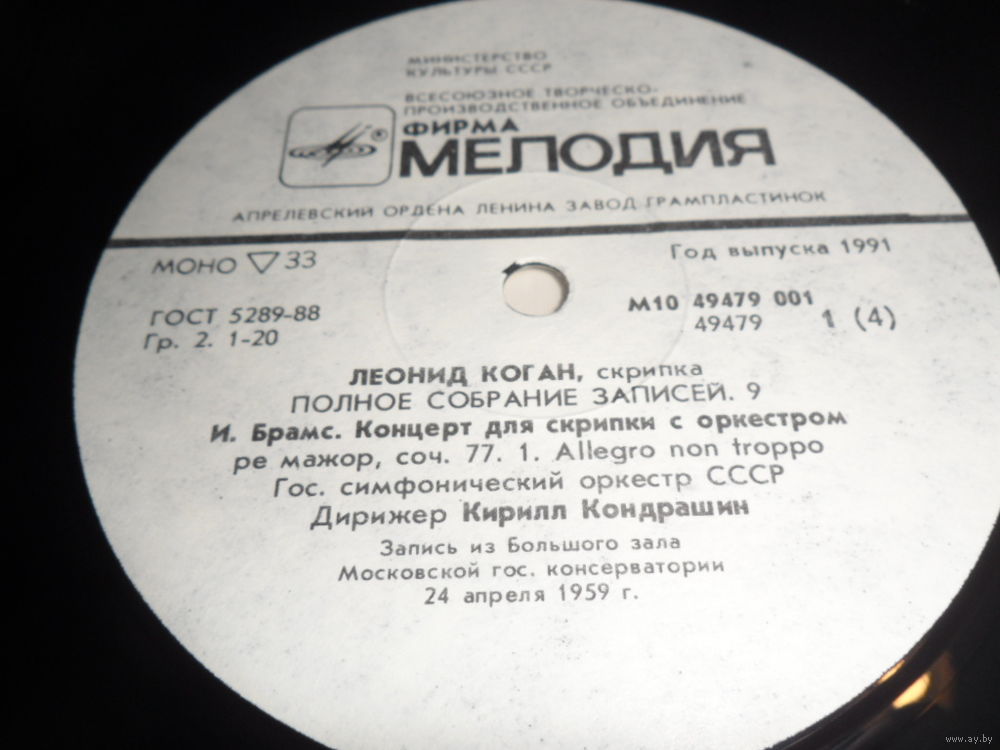 МИНИСТЕРСТВО
КУЛЬТУРЫ СССР
ВСЕСОЮЗНОЕ ТВОРЧЕСКО-
ПРОИЗВОДСТВЕННОЕ ОБЪЕДИНЕНИЕ
ФИРМА
®
МЕЛОДИЯ
АПРЕЛЕВСКИЙ ОРДЕНА ЛЕНИНА ЗАВОД ГРАМПЛАСТИНОК
МОНО ▽ 33
Год выпуска 1991
ГОСТ 5289-88
Гр. 2. 1-20
М10 49479 001
49479
1 (4)
ЛЕОНИД КОГАН, скрипка
ПОЛНОЕ СОБРАНИЕ ЗАПИСЕЙ. 9
И. Брамс. Концерт для скрипки с оркестром
ре мажор, соч. 77. 1. Allegro non troppo
Гос. симфонический оркестр СССР
Дирижер Кирилл Кондрашин
Запись из Большого зала
Московской гос. консерватории
24 апреля 1959 г.
www.ay.by